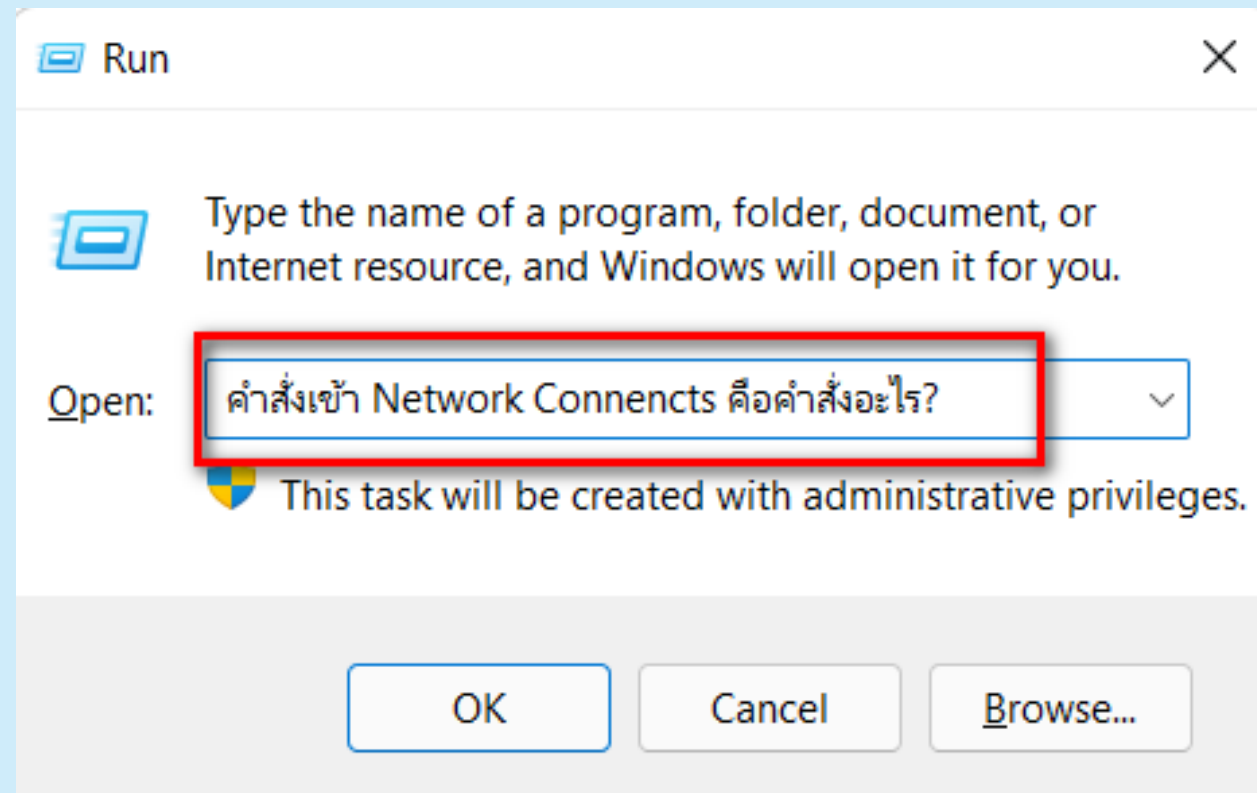 Run
Type the name of a program, folder, document, or
Internet resource, and Windows will open it for you.
Open:
คำสั่งเข้า Network Connencts คือคำสั่งอะไร?
This task will be created with administrative privileges.
OK Cancel Browse...